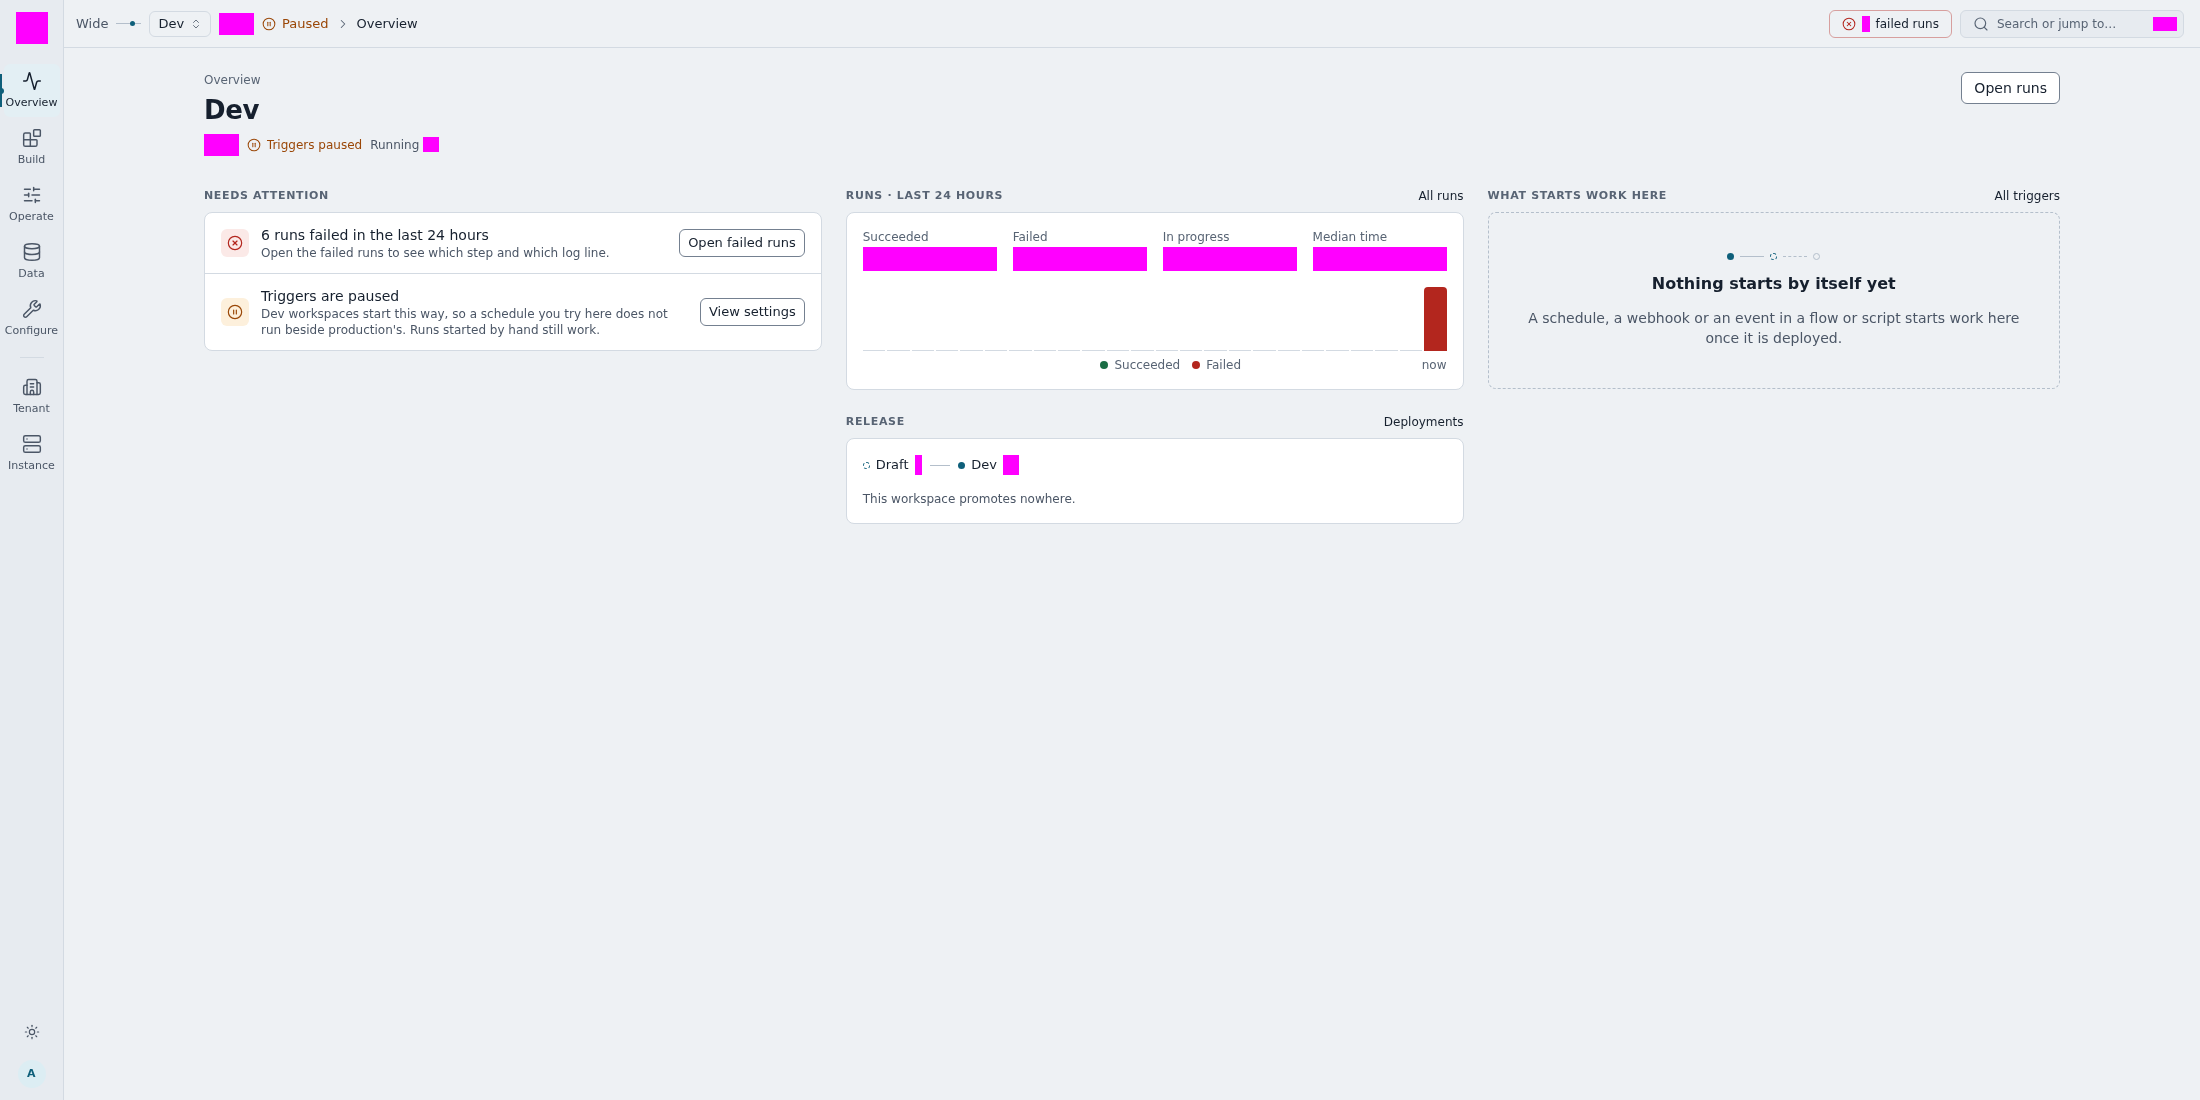 Wide
Dev
Paused
Overview
failed runs
Search or jump to...
Overview
Build
Operate
Data
Configure
Tenant
Instance
A
Overview
Dev
Triggers paused
Running
Open runs
NEEDS ATTENTION
6 runs failed in the last 24 hours
Open the failed runs to see which step and which log line.
Open failed runs
Triggers are paused
Dev workspaces start this way, so a schedule you try here does not
run beside production's. Runs started by hand still work.
View settings
RUNS · LAST 24 HOURS
All runs
Succeeded
Failed
In progress
Median time
Succeeded
Failed
now
RELEASE
Deployments
Draft
Dev
This workspace promotes nowhere.
WHAT STARTS WORK HERE
All triggers
Nothing starts by itself yet
A schedule, a webhook or an event in a flow or script starts work here
once it is deployed.